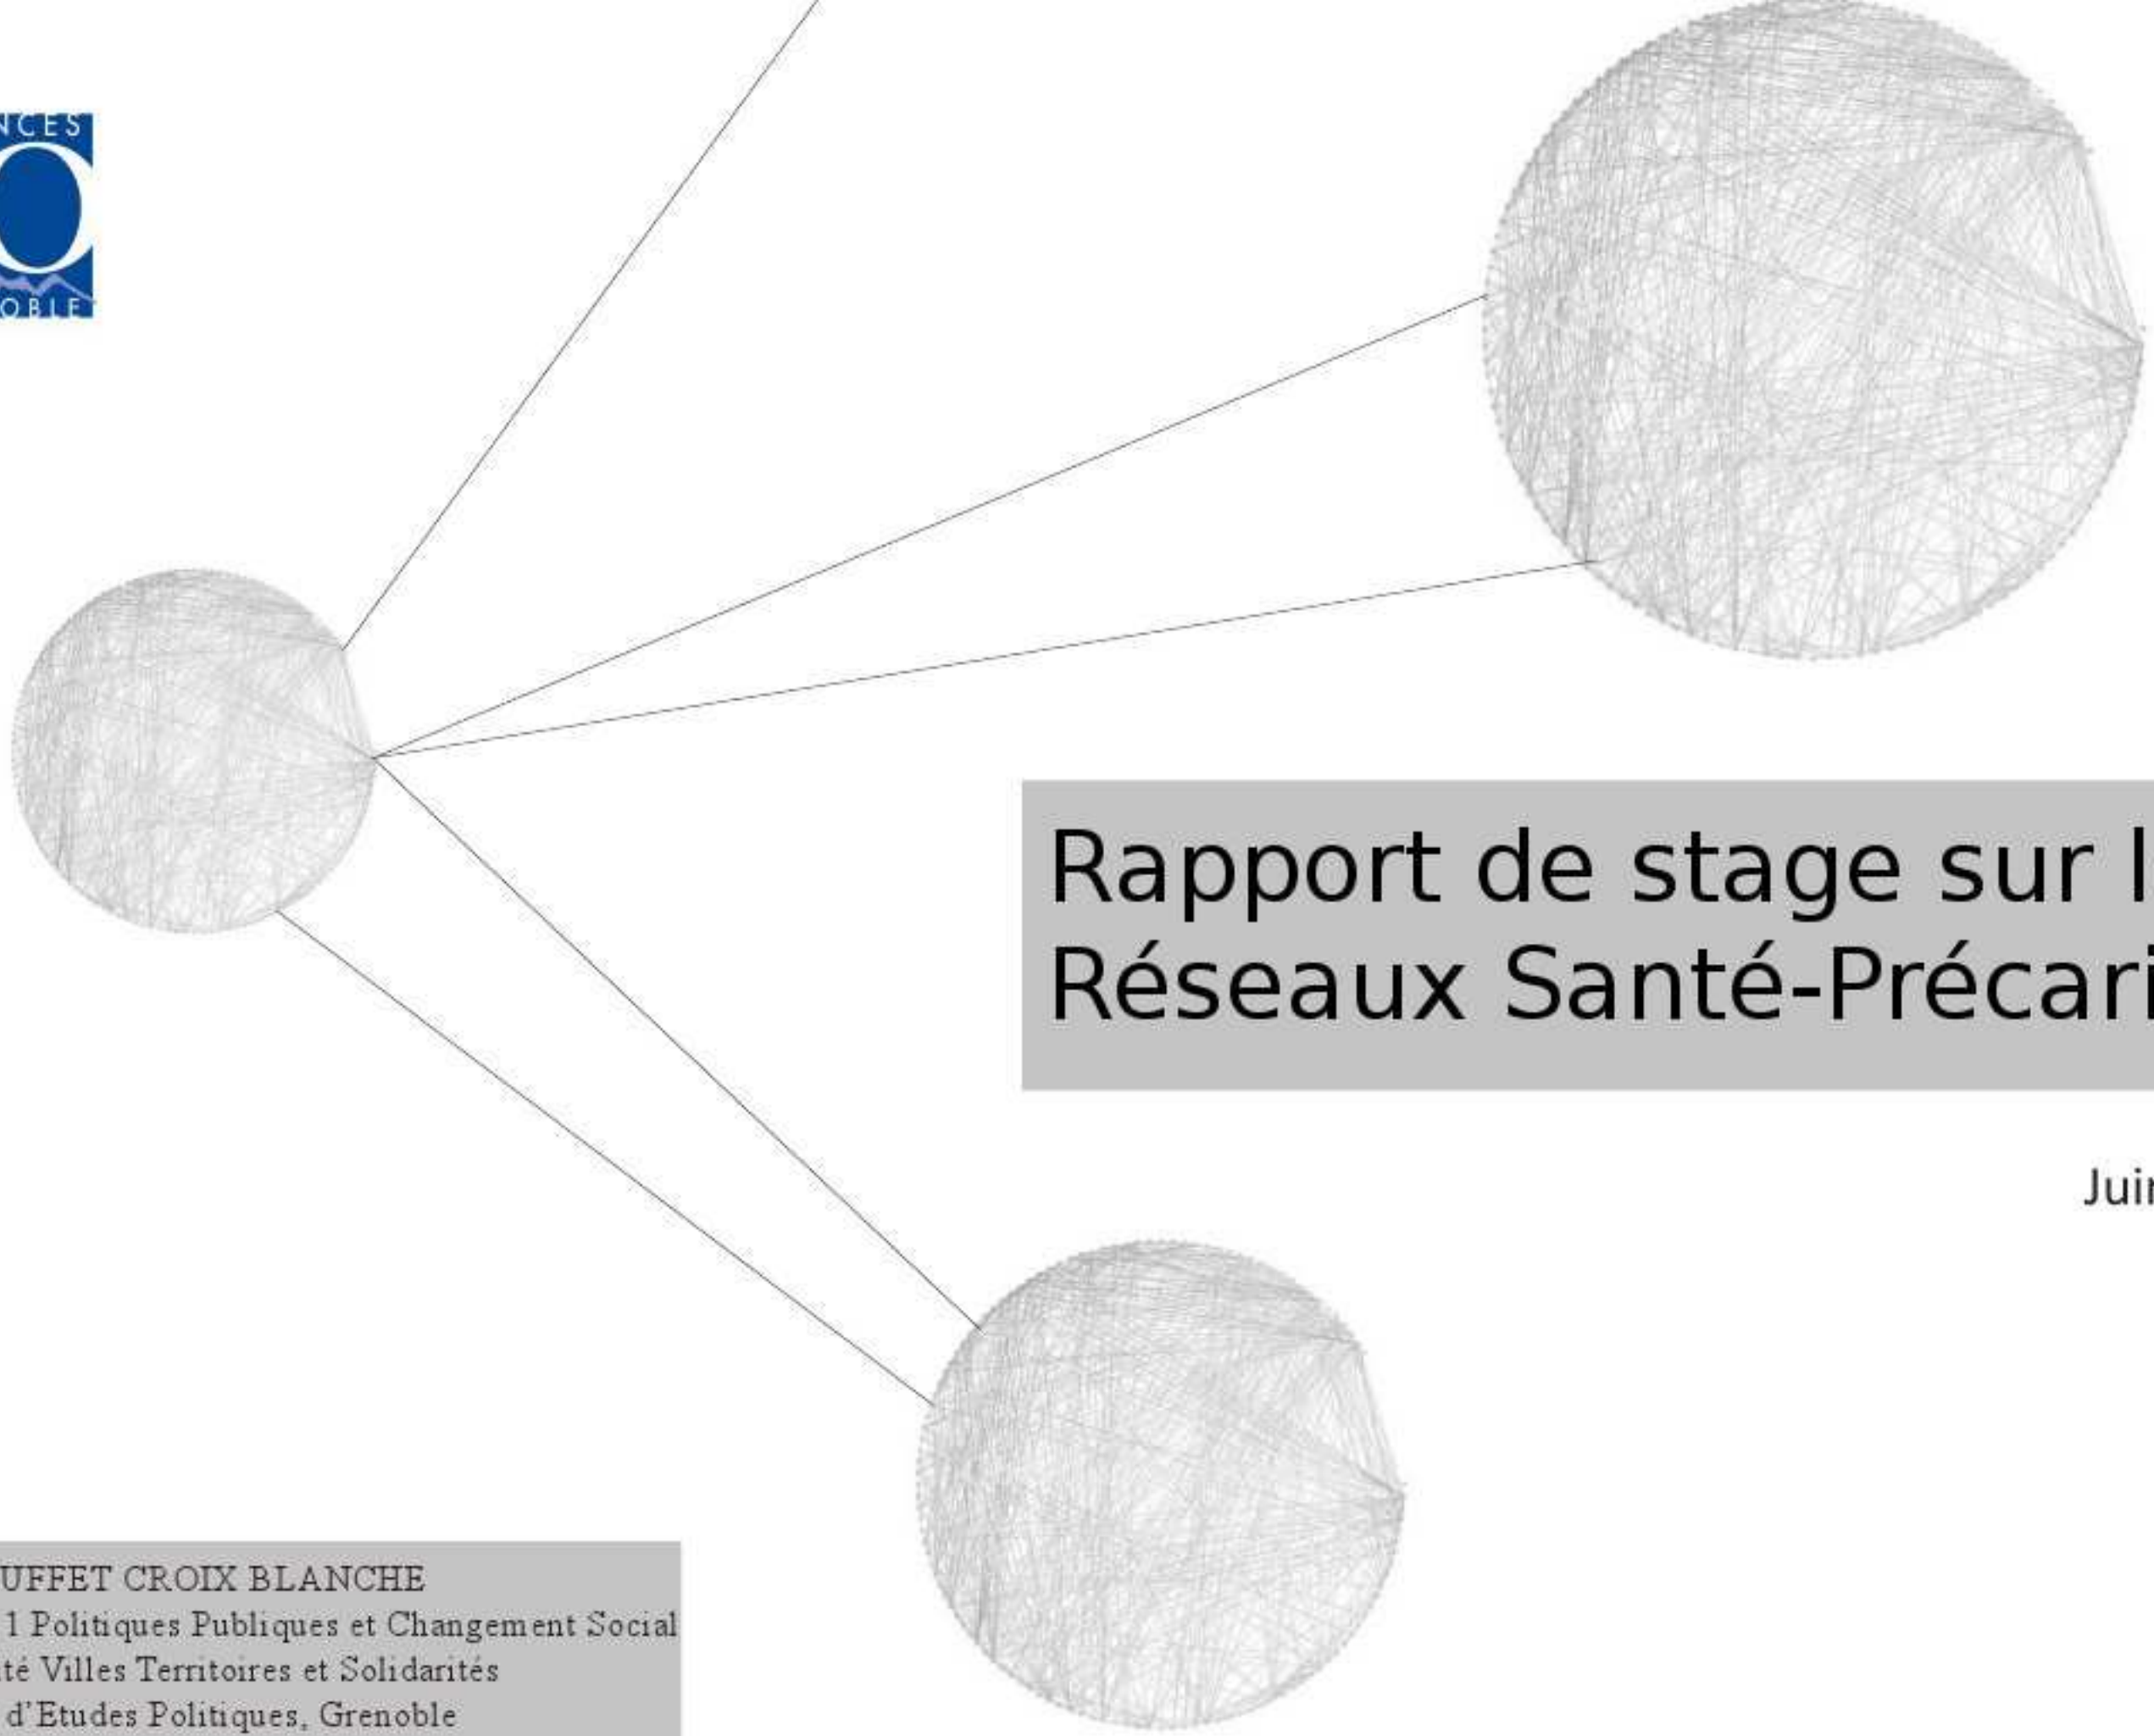 NCES
O
OBLE
Rapport de stage sur l
Réseaux Santé-Précari
Juin
UFFET CROIX BLANCHE
1 Politiques Publiques et Changement Social
té Villes Territoires et Solidarités
d'Etudes Politiques, Grenoble